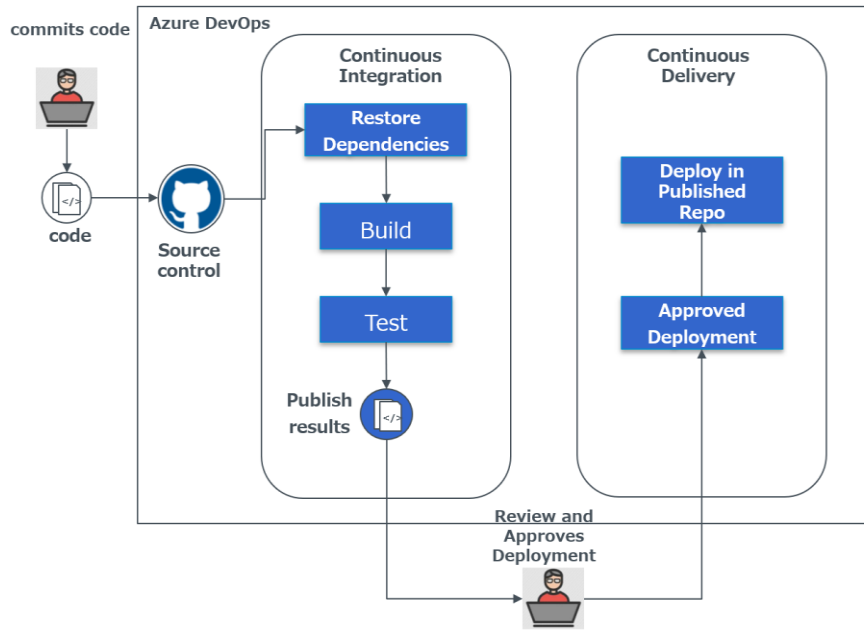 commits code
Azure DevOps
Continuous
Integration
Continuous
Delivery
Restore
Dependencies
</>
code
Source
control
Build
Test
Publish
results
</>
Deploy in
Published
Repo
Approved
Deployment
Review and
Approves
Deployment